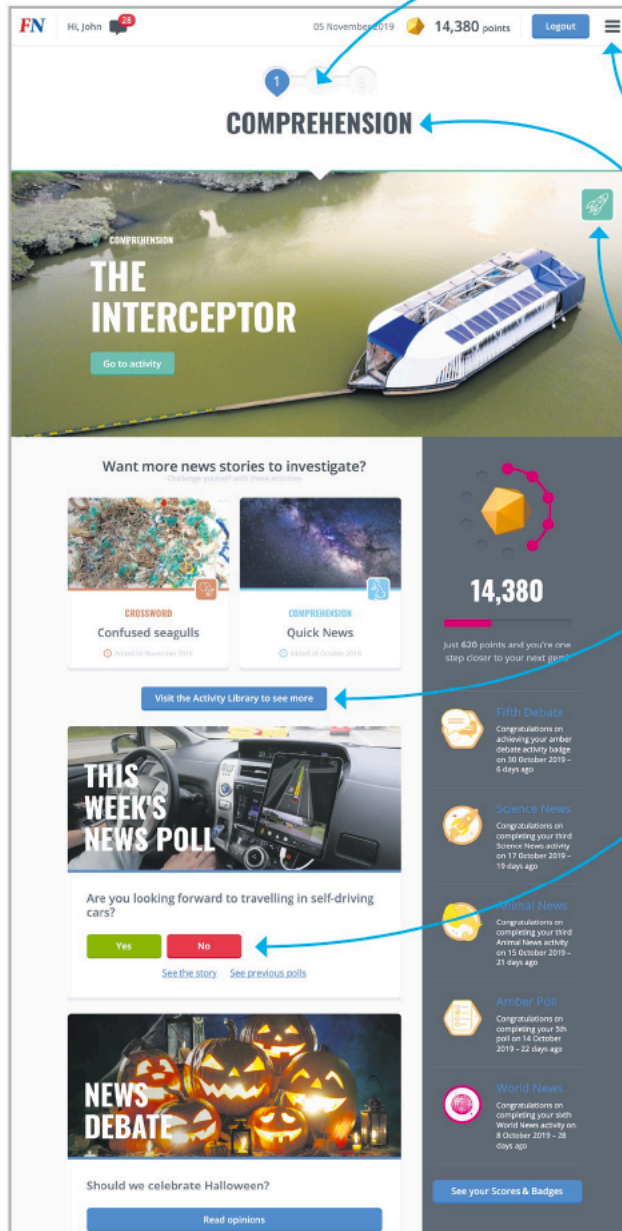 FN
Hi, John
28
05 November 2019
14,380 points
Logout
1
COMPREHENSION
COMPREHENSION
THE
INTERCEPTOR
Go to activity
Want more news stories to investigate?
Challenge yourself with these activities
CROSSWORD
Confused seagulls
Added 04 November 2019
COMPREHENSION
Quick News
Added 28 October 2019
Visit the Activity Library to see more
THIS
WEEK'S
NEWS POLL
Are you looking forward to travelling in self-driving
cars?
Yes
No
See the story
See previous polls
NEWS
DEBATE
Should we celebrate Halloween?
Read opinions
14,380
Just 620 points and you're one
step closer to your next gem!
Fifth Debate
Congratulations on
achieving your amber
debate activity badge
on 30 October 2019 –
6 days ago
Science News
Congratulations on
completing your third
Science News activity
on 17 October 2019 –
19 days ago
Animal News
Congratulations on
completing your third
Animal News activity
on 15 October 2019 –
21 days ago
Amber Poll
Congratulations on
completing your 5th
poll on 14 October
2019 – 22 days ago
World News
Congratulations on
completing your sixth
World News activity on
8 October 2019 – 28
days ago
See your Scores & Badges